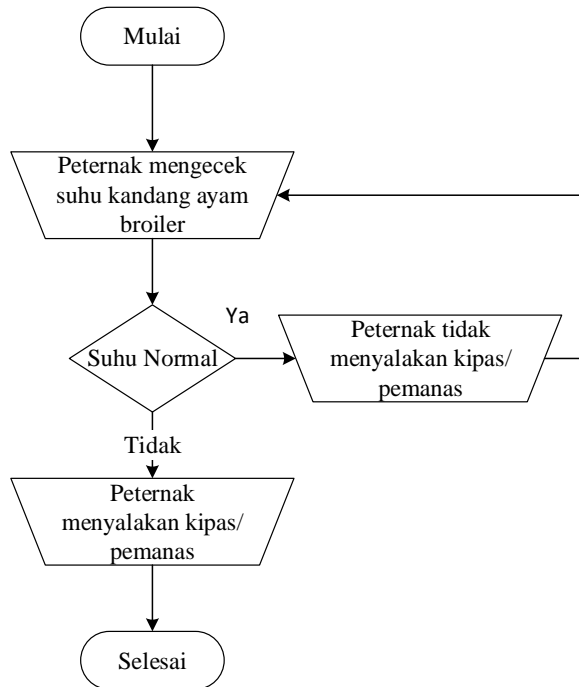 Mulai
Peternak mengecek
suhu kandang ayam
broiler
Suhu Normal
Ya
Peternak tidak
menyalakan kipas/
pemanas
Tidak
Peternak
menyalakan kipas/
pemanas
Selesai